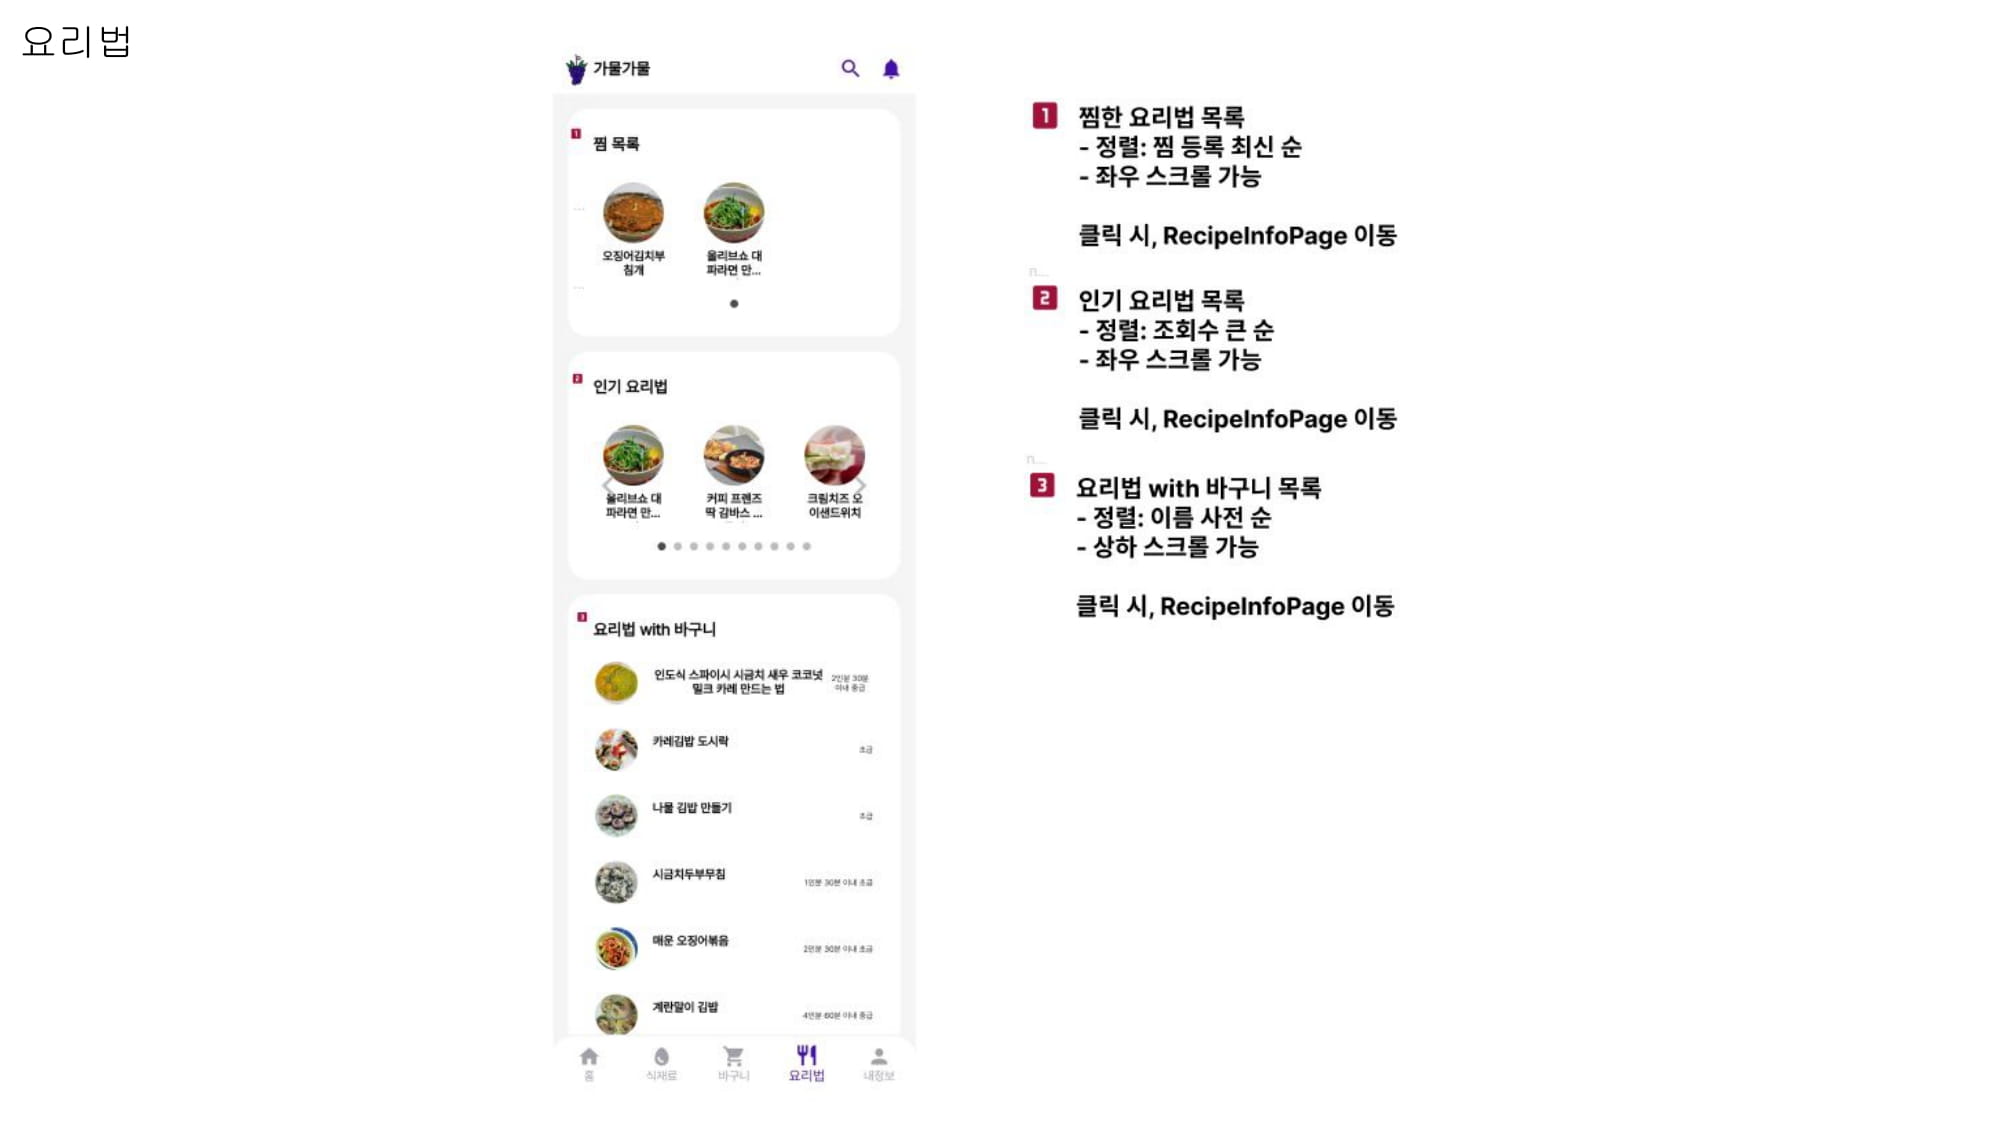 요리법
가물가물
1
찜 목록
오징어김치부
침개
올리브쇼 대
파라면 만...
2
인기 요리법
올리브쇼 대
파라면 만...
커피 프렌즈
딱 감바스 ...
크림치즈 오
이샌드위치
3
요리법 with 바구니
인도식 스파이시 시금치 새우 코코넛
밀크 카레 만드는 법
2인분 30분
이내 중급
카레김밥 도시락
초급
나물 김밥 만들기
초급
시금치두부무침
1인분 30분 이내 초급
매운 오징어볶음
2인분 30분 이내 초급
계란말이 김밥
4인분 60분 이내 중급
홈
식재료
바구니
요리법
내정보
1
찜한 요리법 목록
- 정렬: 찜 등록 최신 순
- 좌우 스크롤 가능
클릭 시, RecipeInfoPage 이동
n...
2
인기 요리법 목록
- 정렬: 조회수 큰 순
- 좌우 스크롤 가능
클릭 시, RecipeInfoPage 이동
n...
3
요리법 with 바구니 목록
- 정렬: 이름 사전 순
- 상하 스크롤 가능
클릭 시, RecipeInfoPage 이동